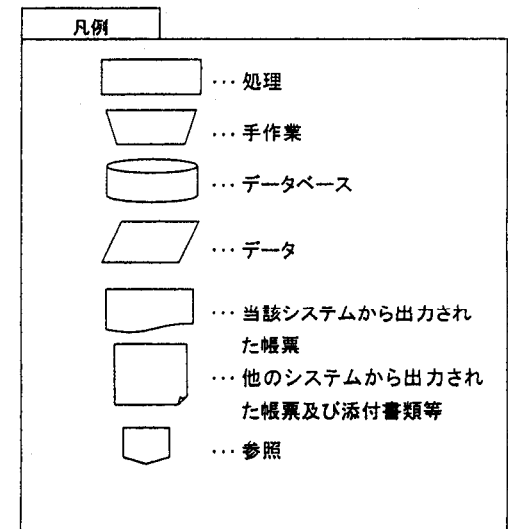 凡例
… 処理
… 手作業
… データベース
… データ
… 当該システムから出力され
た帳票
… 他のシステムから出力され
た帳票及び添付書類等
… 参照